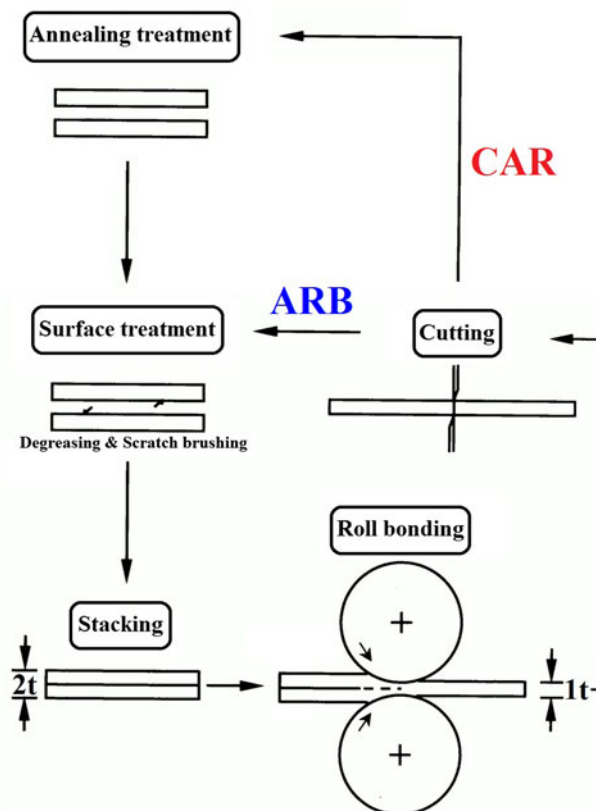 Annealing treatment
CAR
ARB
Surface treatment
Cutting
Degreasing & Scratch brushing
Roll bonding
Stacking
2t
1t